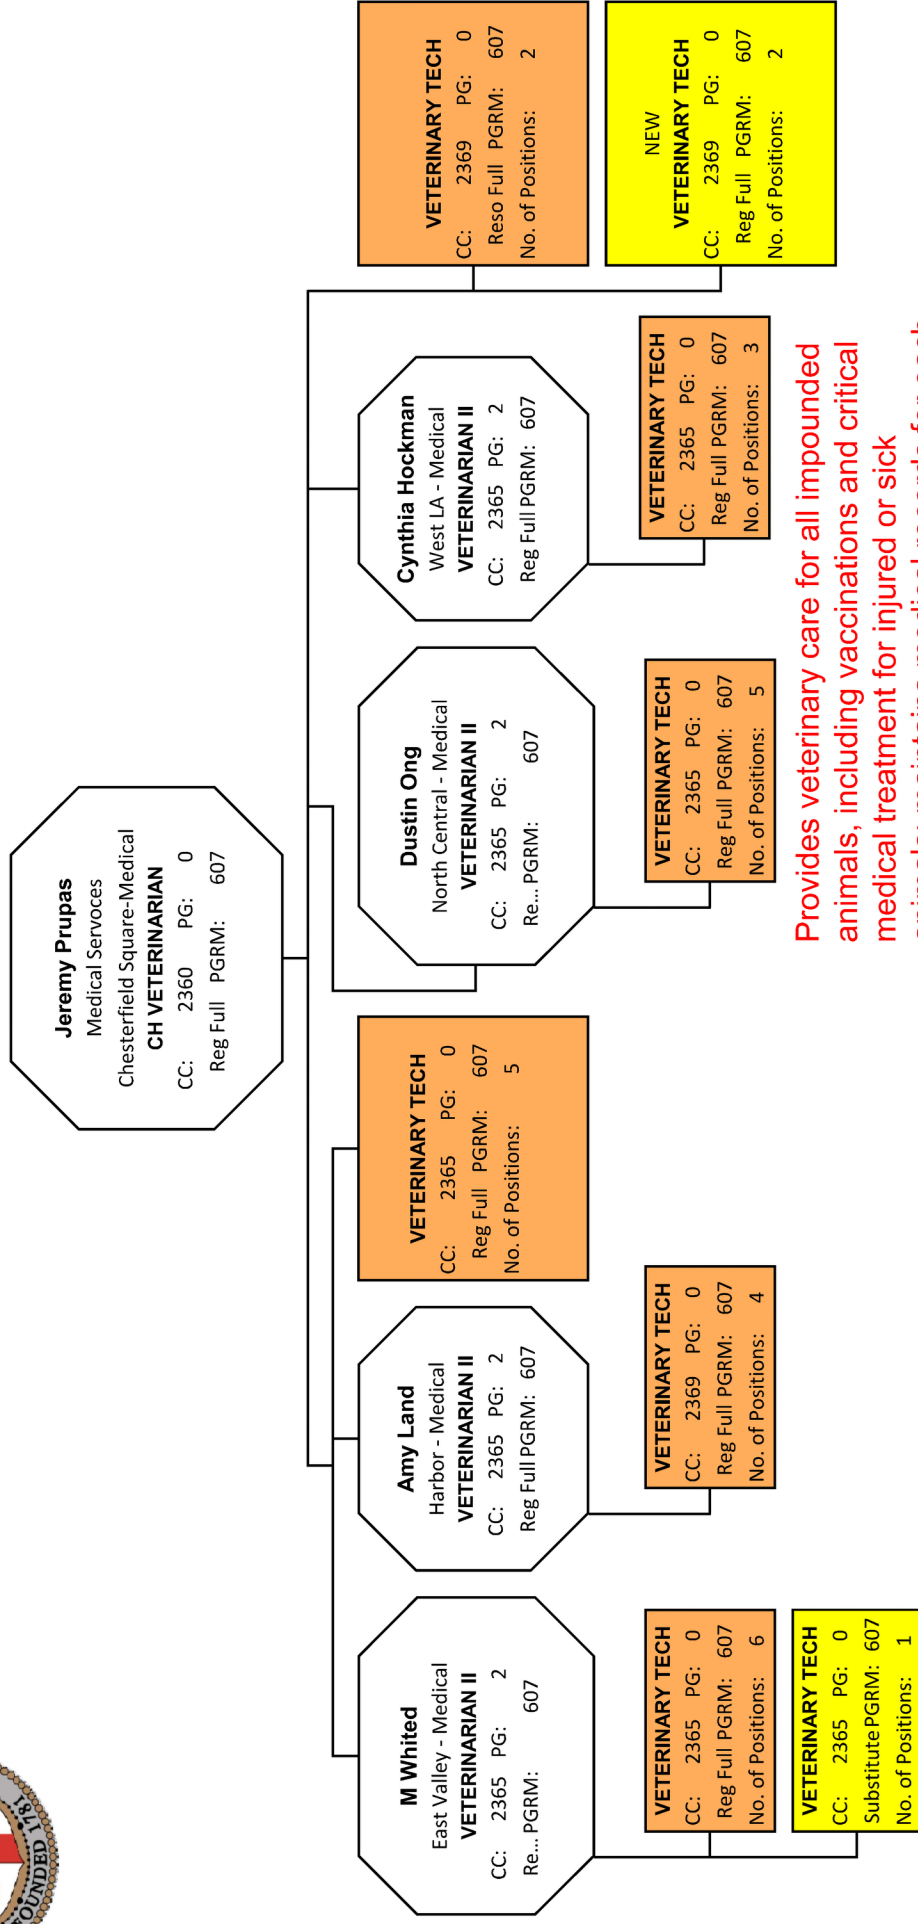 FOUNDED 1781
Jeremy Prupas
Medical Servoces
Chesterfield Square-Medical
CH VETERINARIAN
CC: 2360 PG: 0
Reg Full PGRM: 607
M Whited
East Valley - Medical
VETERINARIAN II
CC: 2365 PG: 2
Re... PGRM: 607
VETERINARY TECH
CC: 2365 PG: 0
Reg Full PGRM: 607
No. of Positions: 6
VETERINARY TECH
CC: 2365 PG: 0
Substitute PGRM: 607
No. of Positions: 1
Amy Land
Harbor - Medical
VETERINARIAN II
CC: 2365 PG: 2
Reg Full PGRM: 607
VETERINARY TECH
CC: 2369 PG: 0
Reg Full PGRM: 607
No. of Positions: 4
VETERINARY TECH
CC: 2365 PG: 0
Reg Full PGRM: 607
No. of Positions: 5
Dustin Ong
North Central - Medical
VETERINARIAN II
CC: 2365 PG: 2
Re... PGRM: 607
VETERINARY TECH
CC: 2365 PG: 0
Reg Full PGRM: 607
No. of Positions: 5
Cynthia Hockman
West LA - Medical
VETERINARIAN II
CC: 2365 PG: 2
Reg Full PGRM: 607
VETERINARY TECH
CC: 2365 PG: 0
Reg Full PGRM: 607
No. of Positions: 3
VETERINARY TECH
CC: 2369 PG: 0
Reso Full PGRM: 607
No. of Positions: 2
NEW
VETERINARY TECH
CC: 2369 PG: 0
Reg Full PGRM: 607
No. of Positions: 2
Provides veterinary care for all impounded
animals, including vaccinations and critical
medical treatment for injured or sick